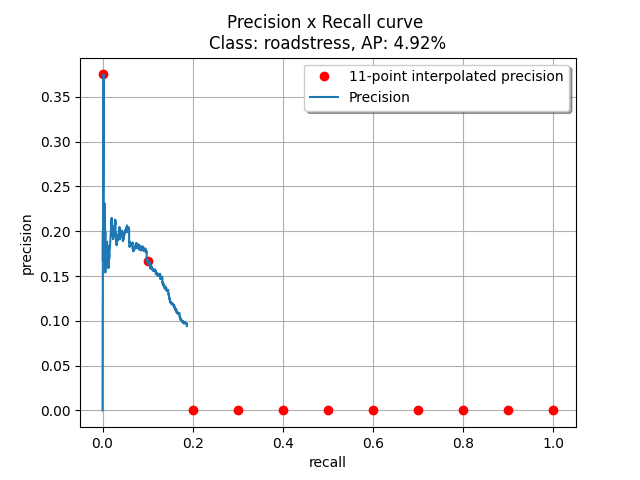 Precision x Recall curve
Class: roadstress, AP: 4.92%
11-point interpolated precision
Precision
0.35
0.30
0.25
0.20
0.15
0.10
0.05
0.00
precision
0.0 0.2 0.4 0.6 0.8 1.0
recall